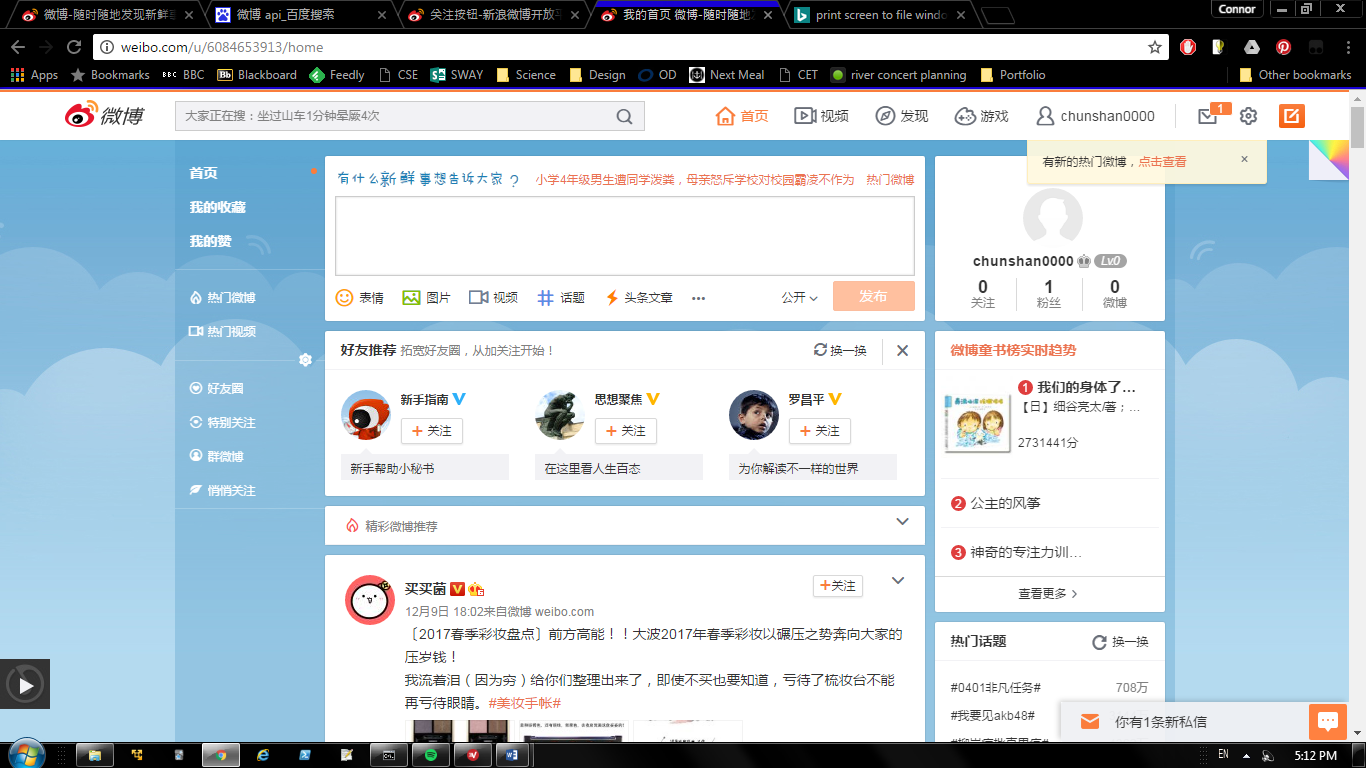 微博-随时随地发现新鲜
微博 api_百度搜索
关注按钮-新浪微博开放平
我的首页 微博-随时随地
print screen to file windo
Connor
weibo.com/u/6084653913/home
Apps
Bookmarks
BBC BBC
Bb Blackboard
Feedly
CSE
SWAY
Science
Design
OD
Next Meal
CET
river concert planning
Portfolio
Other bookmarks
微博
大家正在搜：坐过山车1分钟晕厥4次
首页
视频
发现
游戏
chunshan0000
1
有新的热门微博，点击查看
首页
我的收藏
我的赞
热门微博
热门视频
好友圈
特别关注
群微博
悄悄关注
有什么新鲜事想告诉大家？
小学4年级男生遭同学泼粪，母亲怒斥学校对校园霸凌不作为 热门微博
表情
图片
视频
话题
头条文章
公开
发布
好友推荐 拓宽好友圈，从加关注开始！
换一换
新手指南
+ 关注
新手帮助小秘书
思想聚焦
+ 关注
在这里看人生百态
罗昌平
+ 关注
为你解读不一样的世界
精彩微博推荐
买买菌
+关注
12月9日 18:02来自微博 weibo.com
〔2017春季彩妆盘点〕前方高能！！大波2017年春季彩妆以碾压之势奔向大家的
压岁钱！
我流着泪（因为穷）给你们整理出来了，即使不买也要知道，亏待了梳妆台不能
再亏待眼睛。#美妆手帐#
chunshan0000 Lv0
0
关注
1
粉丝
0
微博
微博童书榜实时趋势
1 我们的身体了...
【日】细谷亮太/著；...
2731441分
2 公主的风筝
3 神奇的专注力训...
查看更多
热门话题
换一换
#0401非凡任务# 708万
#我要见akb48#
你有1条新私信
EN
5:12 PM